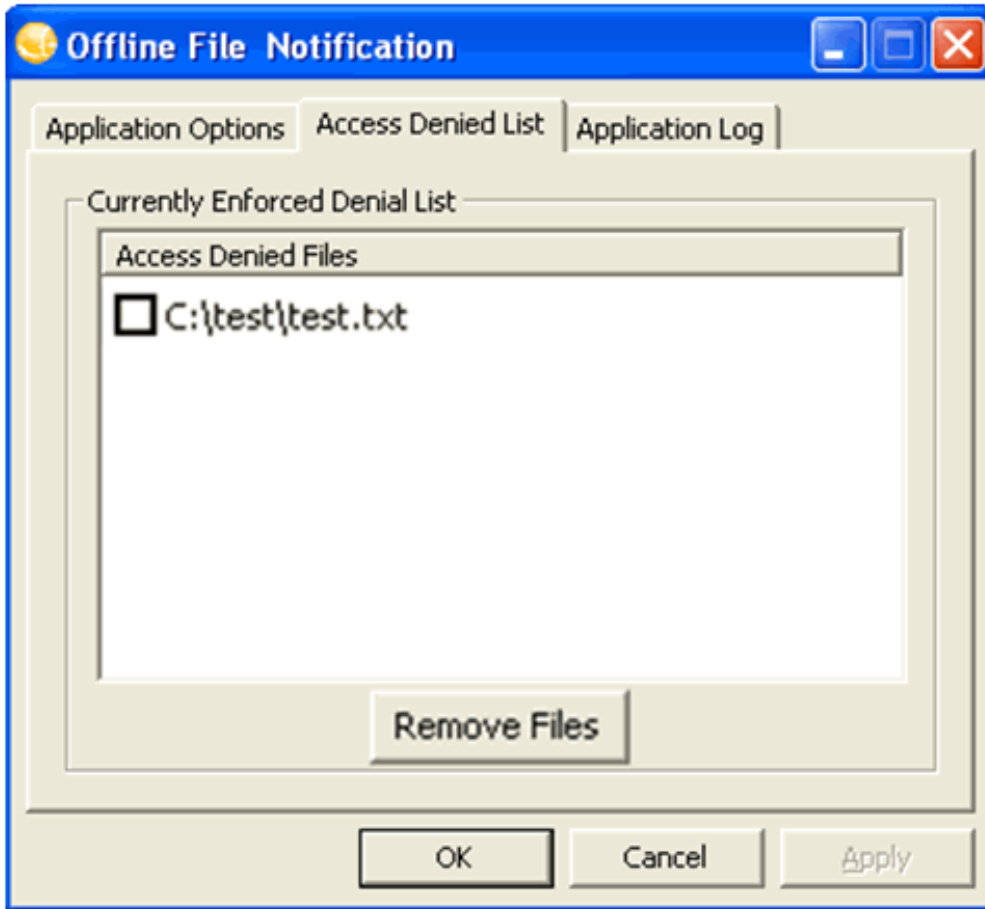 Offline File Notification
Application Options Access Denied List Application Log
Currently Enforced Denial List
Access Denied Files
C:\test\test.txt
Remove Files
OK Cancel Apply